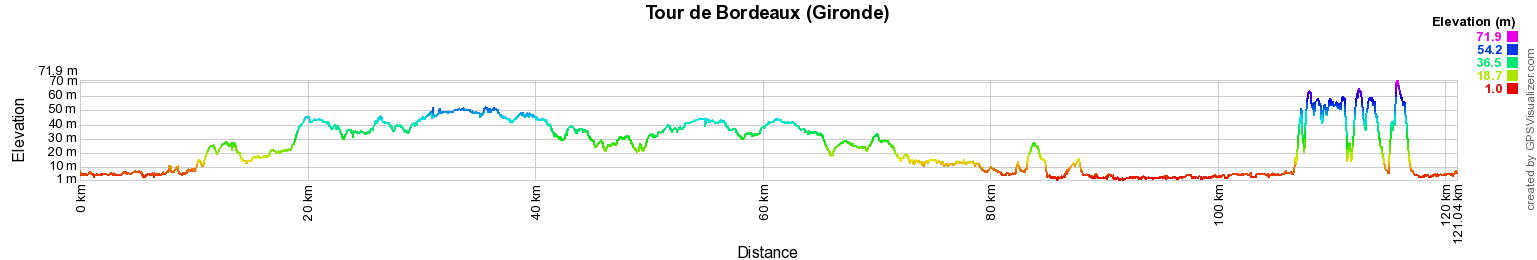 Tour de Bordeaux (Gironde)
Elevation (m)
71.9
54.2
36.5
18.7
1.0
71.9 m
70 m
60 m
50 m
40 m
30 m
20 m
10 m
1 m
Elevation
0 km
20 km
40 km
60 km
80 km
100 km
120 km
121.04 km
Distance
created by GPSVisualizer.com